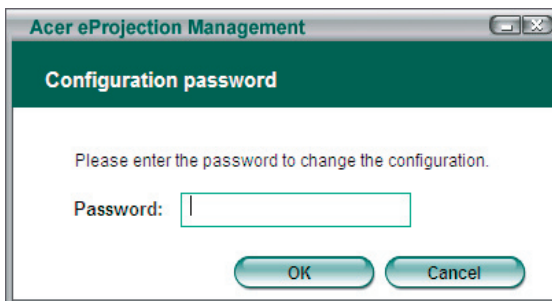 Acer eProjection Management
Configuration password
Please enter the password to change the configuration.
Password:
OK Cancel